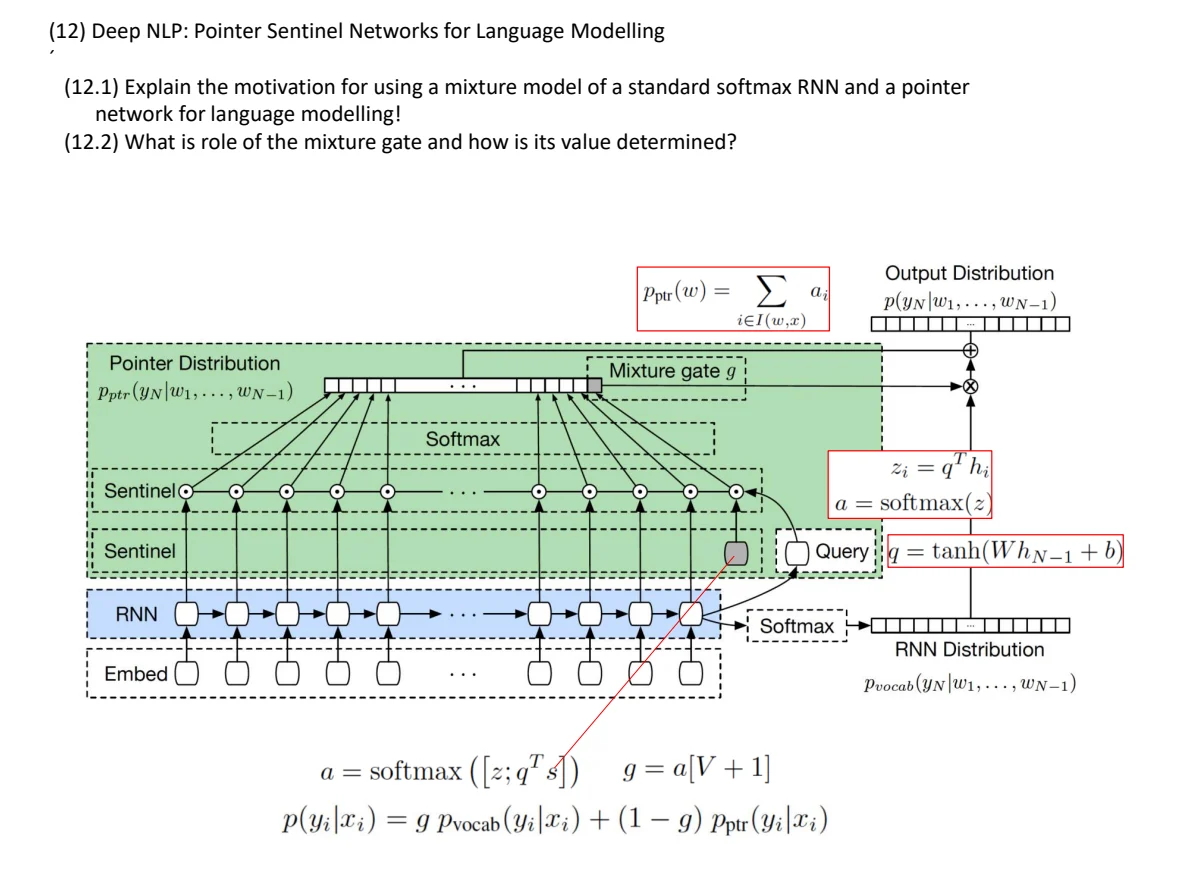 (12) Deep NLP: Pointer Sentinel Networks for Language Modelling
´
(12.1) Explain the motivation for using a mixture model of a standard softmax RNN and a pointer
network for language modelling!
(12.2) What is role of the mixture gate and how is its value determined?
Output Distribution
p(y_N|w_1, . . . , w_{N−1})
...
p_ptr(w) = ∑_{i∈I(w,x)} a_i
Pointer Distribution
p_ptr(y_N|w_1, . . . , w_{N−1})
. . .
Mixture gate g
Softmax
z_i = q^T h_i
a = softmax(z)
Sentinel
. . .
Sentinel
Query
q = tanh(W h_{N−1} + b)
RNN
. . .
Softmax
...
RNN Distribution
Embed
. . .
p_vocab(y_N|w_1, . . . , w_{N−1})
a = softmax ([z; q^T s]) g = a[V + 1]
p(y_i|x_i) = g p_vocab(y_i|x_i) + (1 − g) p_ptr(y_i|x_i)